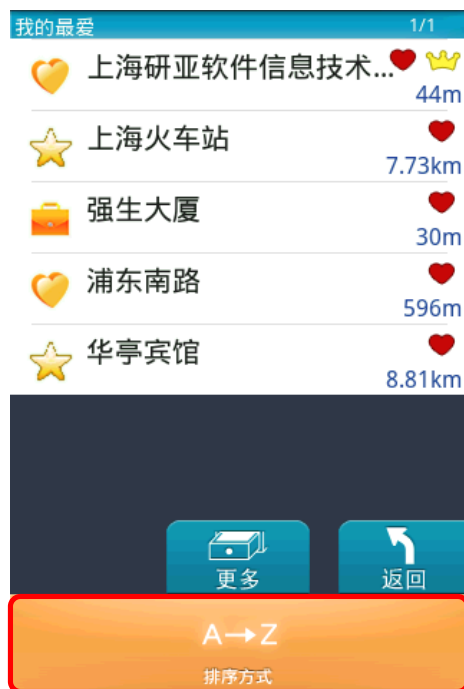 我的最爱 1/1
上海研亚软件信息技术...
44m
上海火车站
7.73km
强生大厦
30m
浦东南路
596m
华亭宾馆
8.81km
更多 返回
A→Z
排序方式